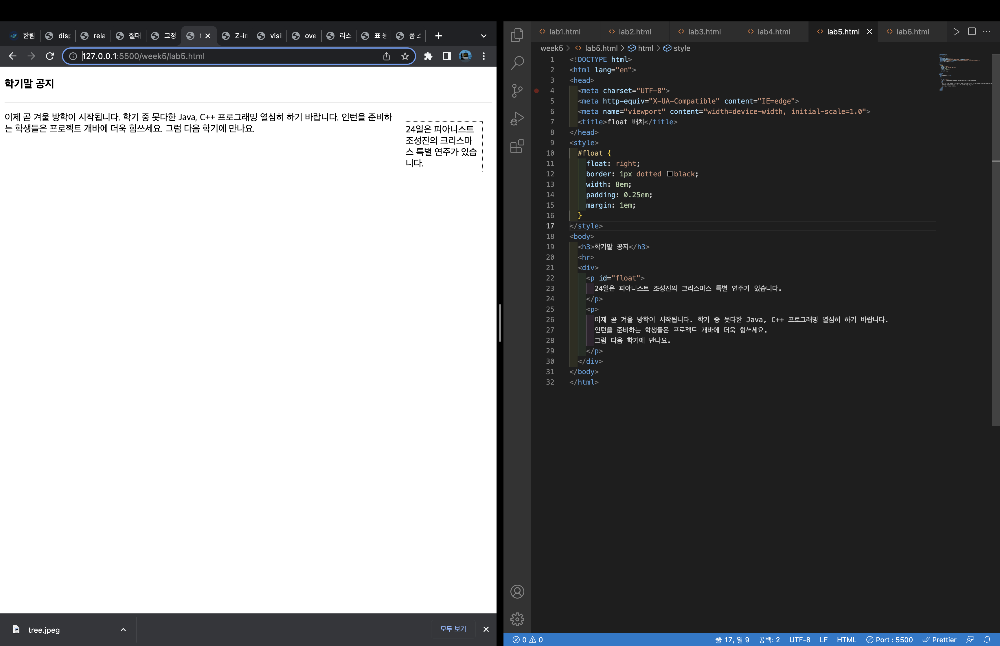 한림
disp
rela
절대
고정
Z-in
visil
ove
리스
표 응
폼 스
127.0.0.1:5500/week5/lab5.html
학기말 공지
이제 곧 겨울 방학이 시작됩니다. 학기 중 못다한 Java, C++ 프로그래밍 열심히 하기 바랍니다. 인턴을 준비하
는 학생들은 프로젝트 개바에 더욱 힘쓰세요. 그럼 다음 학기에 만나요.
24일은 피아니스트
조성진의 크리스마
스 특별 연주가 있습
니다.
tree.jpeg
모두 보기
lab1.html
lab2.html
lab3.html
lab4.html
lab5.html
lab6.html
week5 > lab5.html > html > style
1 <!DOCTYPE html>
2 <html lang="en">
3 <head>
4 <meta charset="UTF-8">
5 <meta http-equiv="X-UA-Compatible" content="IE=edge">
6 <meta name="viewport" content="width=device-width, initial-scale=1.0">
7 <title>float 배치</title>
8 </head>
9 <style>
10 #float {
11 float: right;
12 border: 1px dotted black;
13 width: 8em;
14 padding: 0.25em;
15 margin: 1em;
16 }
17 </style>
18 <body>
19 <h3>학기말 공지</h3>
20 <hr>
21 <div>
22 <p id="float">
23 24일은 피아니스트 조성진의 크리스마스 특별 연주가 있습니다.
24 </p>
25 <p>
26 이제 곧 겨울 방학이 시작됩니다. 학기 중 못다한 Java, C++ 프로그래밍 열심히 하기 바랍니다.
27 인턴을 준비하는 학생들은 프로젝트 개바에 더욱 힘쓰세요.
28 그럼 다음 학기에 만나요.
29 </p>
30 </div>
31 </body>
32 </html>
0 0
줄 17, 열 9
공백: 2
UTF-8
LF
HTML
Port : 5500
Prettier